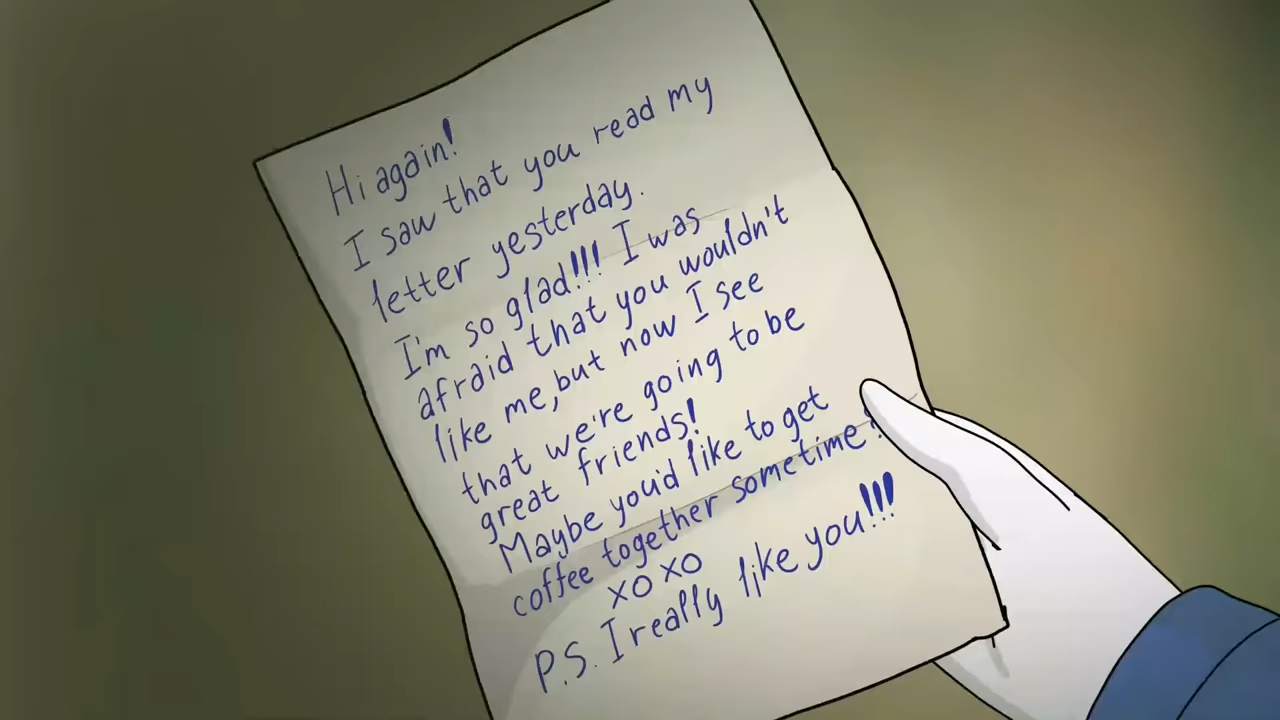 Hi again!
I saw that you read my
letter yesterday.
I'm so glad!!! I was
afraid that you wouldn't
like me, but now I see
that we're going to be
great friends!
Maybe you'd like to get
coffee together sometime?
XOXO
P.S. I really like you!!!